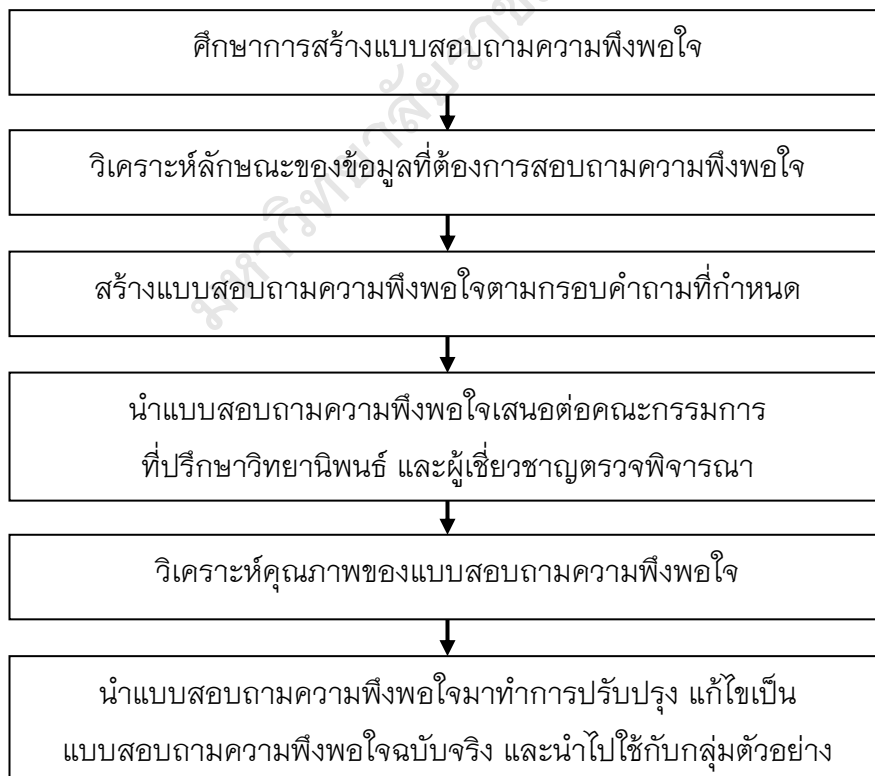 ศึกษาการสร้างแบบสอบถามความพึงพอใจ
วิเคราะห์ลักษณะของข้อมูลที่ต้องการสอบถามความพึงพอใจ
สร้างแบบสอบถามความพึงพอใจตามกรอบคำถามที่กำหนด
นำแบบสอบถามความพึงพอใจเสนอต่อคณะกรรมการ
ที่ปรึกษาวิทยานิพนธ์ และผู้เชี่ยวชาญตรวจพิจารณา
วิเคราะห์คุณภาพของแบบสอบถามความพึงพอใจ
นำแบบสอบถามความพึงพอใจมาทำการปรับปรุง แก้ไขเป็น
แบบสอบถามความพึงพอใจฉบับจริง และนำไปใช้กับกลุ่มตัวอย่าง